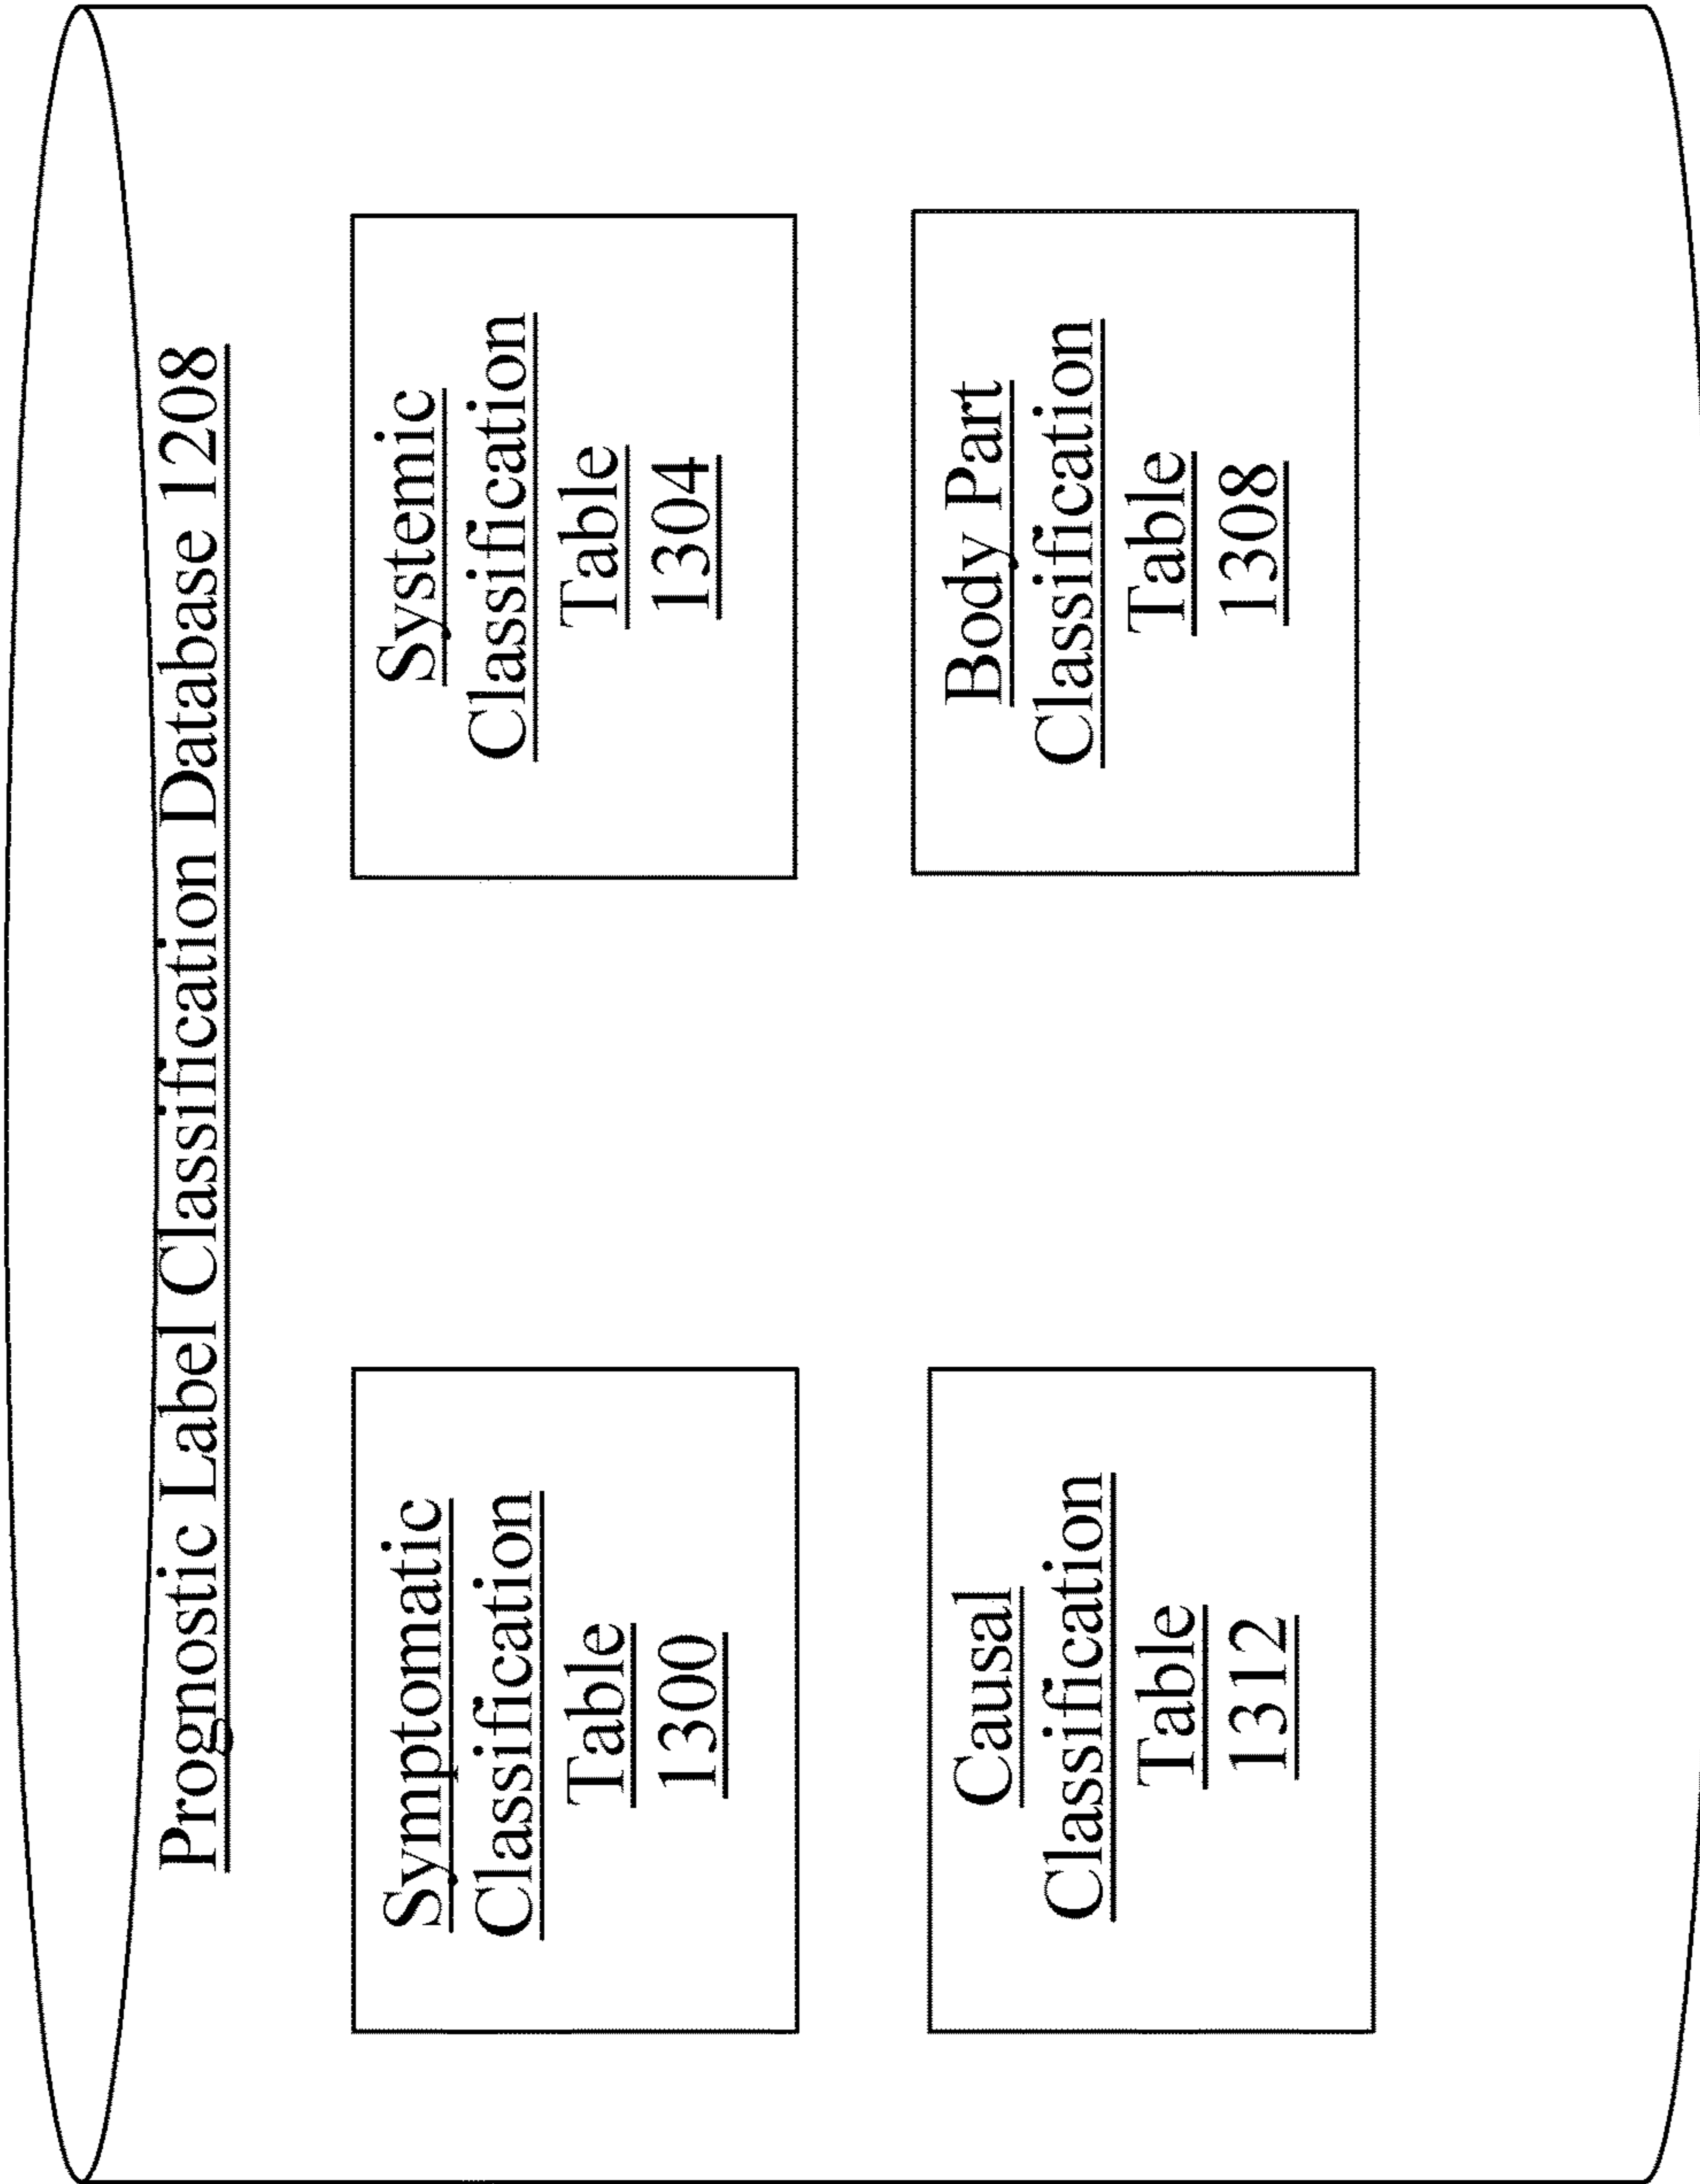 Prognostic Label Classification Database 1208
Symptomatic
Classification
Table
1300
Systemic
Classification
Table
1304
Causal
Classification
Table
1312
Body Part
Classification
Table
1308